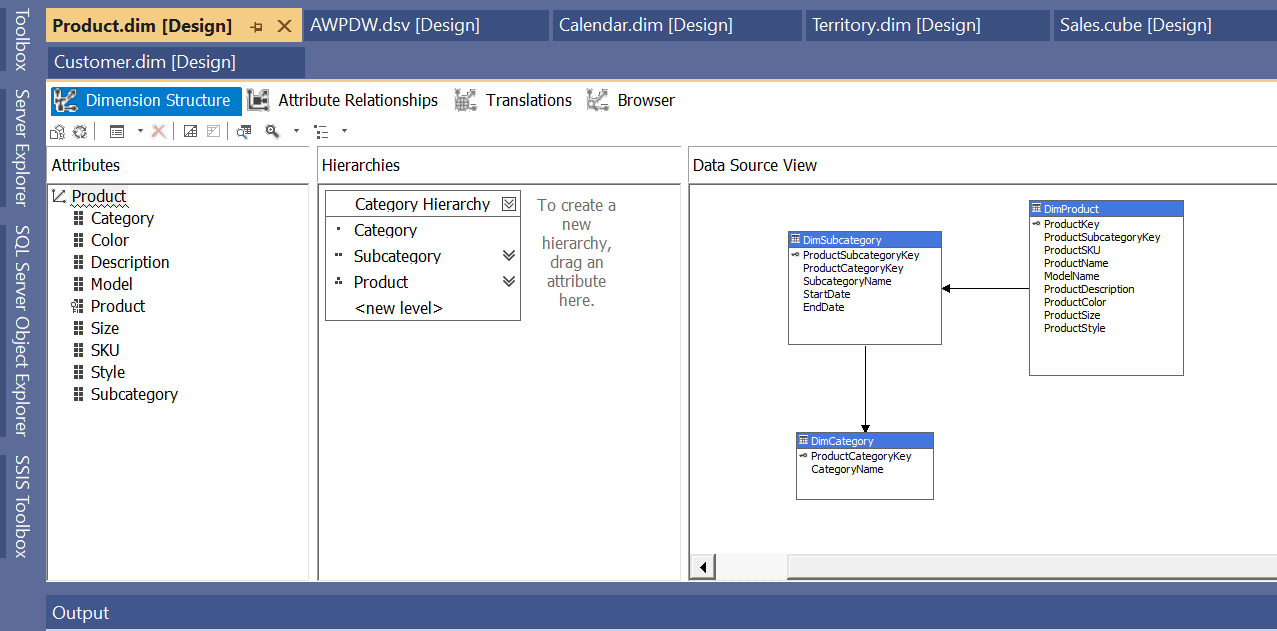 Product.dim [Design]
AWPDW.dsv [Design]
Calendar.dim [Design]
Territory.dim [Design]
Sales.cube [Design]
Customer.dim [Design]
Toolbox
Server Explorer
SQL Server Object Explorer
SSIS Toolbox
Dimension Structure
Attribute Relationships
Translations
Browser
Attributes
Product
Category
Color
Description
Model
Product
Size
SKU
Style
Subcategory
Hierarchies
Category Hierarchy
Category
Subcategory
Product
<new level>
To create a
new
hierarchy,
drag an
attribute
here.
Data Source View
DimSubcategory
ProductSubcategoryKey
ProductCategoryKey
SubcategoryName
StartDate
EndDate
DimProduct
ProductKey
ProductSubcategoryKey
ProductSKU
ProductName
ModelName
ProductDescription
ProductColor
ProductSize
ProductStyle
DimCategory
ProductCategoryKey
CategoryName
Output